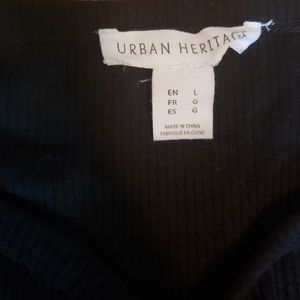 URBAN HERITAGE
EN L
FR G
ES G
MADE IN CHINA
FABRIQUÉ EN CHINE